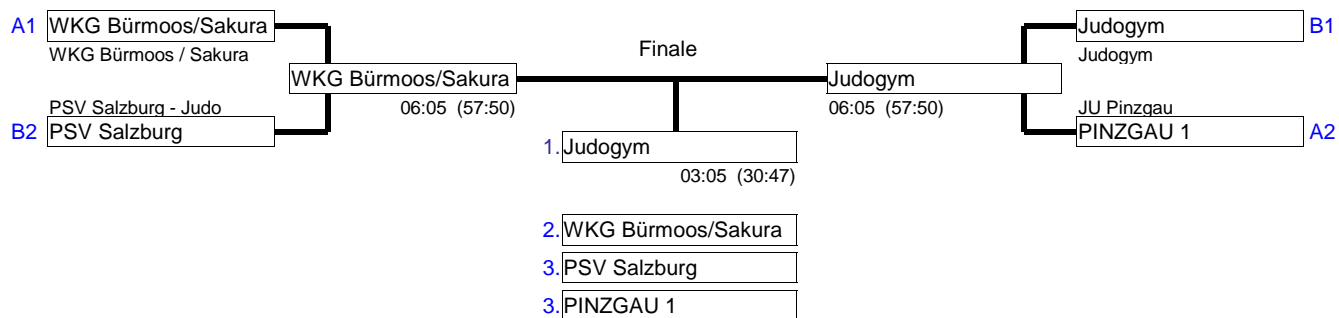 A1 WKG Bürmoos/Sakura
WKG Bürmoos / Sakura
Judogym B1
Judogym
Finale
WKG Bürmoos/Sakura
06:05 (57:50)
Judogym
06:05 (57:50)
PSV Salzburg - Judo
B2 PSV Salzburg
JU Pinzgau
PINZGAU 1 A2
1. Judogym
03:05 (30:47)
2. WKG Bürmoos/Sakura
3. PSV Salzburg
3. PINZGAU 1